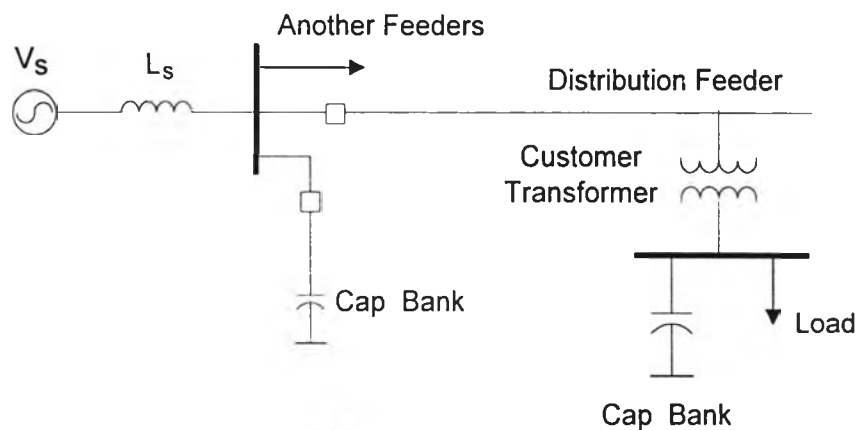 Another Feeders
Vs
Ls
Distribution Feeder
Customer
Transformer
Cap Bank
Load
Cap Bank